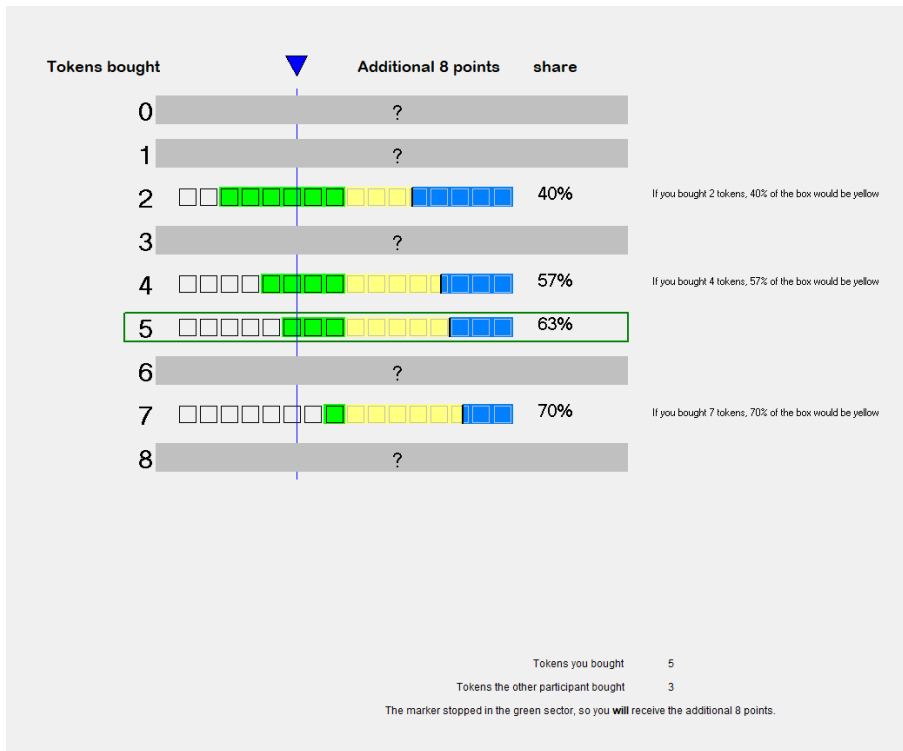 Tokens bought Additional 8 points share
0 ?
1 ?
2 40% If you bought 2 tokens, 40% of the box would be yellow
3 ?
4 57% If you bought 4 tokens, 57% of the box would be yellow
5 63%
6 ?
7 70% If you bought 7 tokens, 70% of the box would be yellow
8 ?
Tokens you bought 5
Tokens the other participant bought 3
The marker stopped in the green sector, so you will receive the additional 8 points.